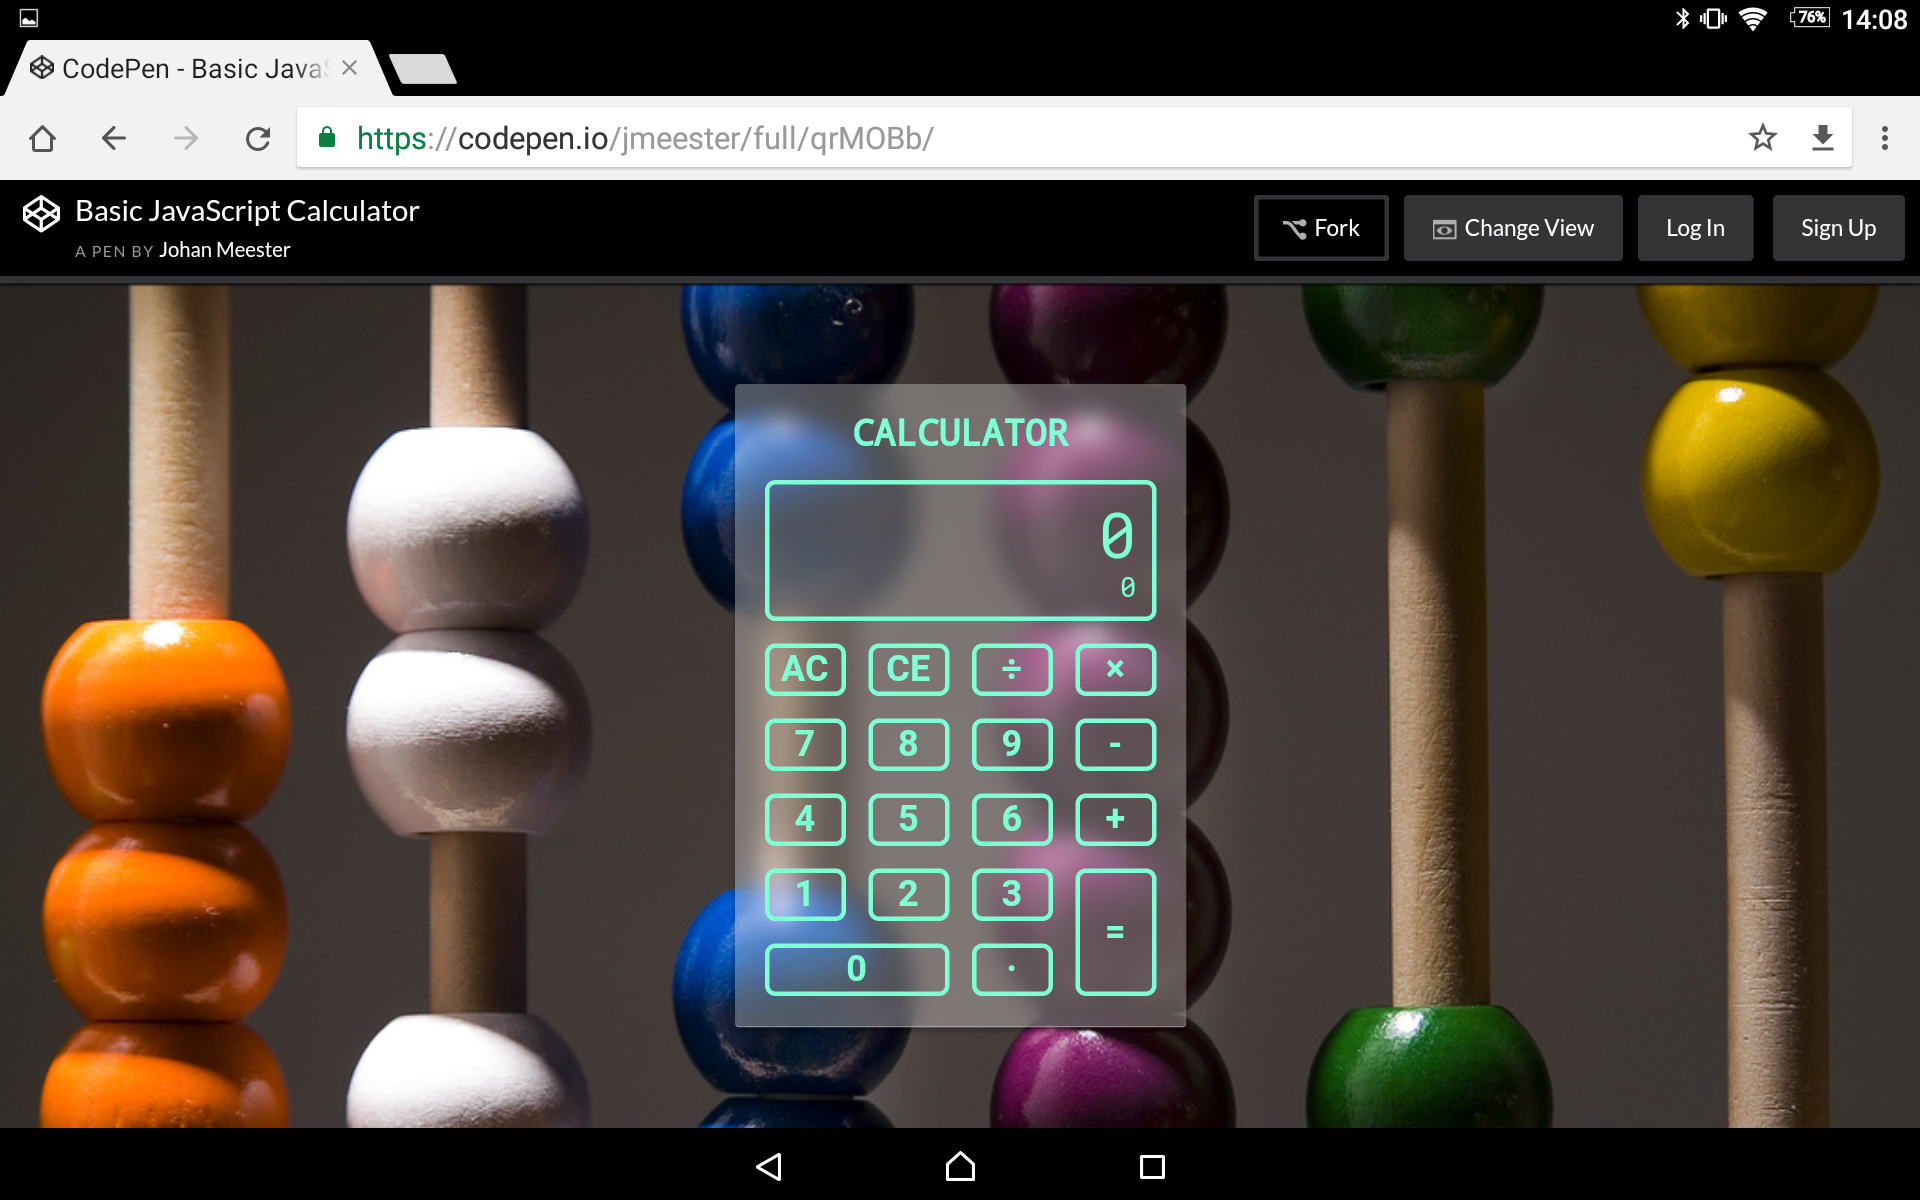 76% 14:08
CodePen - Basic Java
https://codepen.io/jmeester/full/qrMOBb/
Basic JavaScript Calculator
A PEN BY Johan Meester
Fork Change View Log In Sign Up
CALCULATOR
0
0
AC CE ÷ ×
7 8 9 -
4 5 6 +
1 2 3 =
0 ·